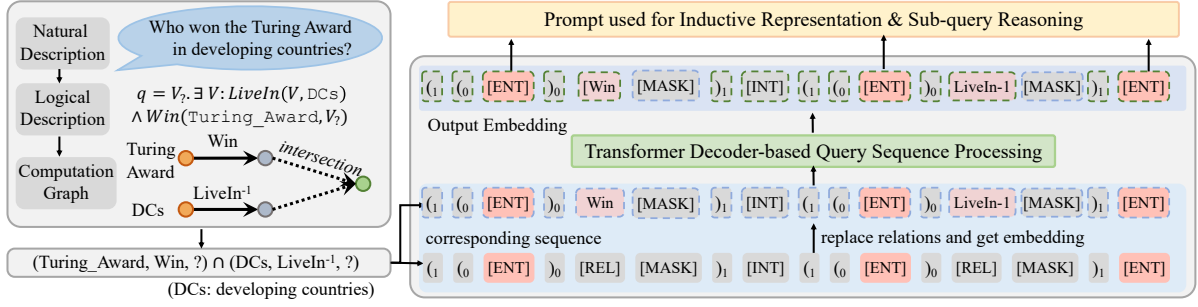 Natural
Description
Who won the Turing Award
in developing countries?
Logical
Description
q = V?. ∃ V: LiveIn(V, DCs)
∧ Win(Turing_Award, V?)
Computation
Graph
Turing
Award
Win
intersection
DCs
LiveIn-1
(Turing_Award, Win, ?) ∩ (DCs, LiveIn-1, ?)
(DCs: developing countries)
Prompt used for Inductive Representation & Sub-query Reasoning
(1 (0 [ENT] )0 [Win [MASK] )1 [INT] (1 (0 [ENT] )0 LiveIn-1 [MASK] )1 [ENT]
Output Embedding
Transformer Decoder-based Query Sequence Processing
(1 (0 [ENT] )0 Win [MASK] )1 [INT] (1 (0 [ENT] )0 LiveIn-1 [MASK] )1 [ENT]
corresponding sequence
replace relations and get embedding
(1 (0 [ENT] )0 [REL] [MASK] )1 [INT] (1 (0 [ENT] )0 [REL] [MASK] )1 [ENT]